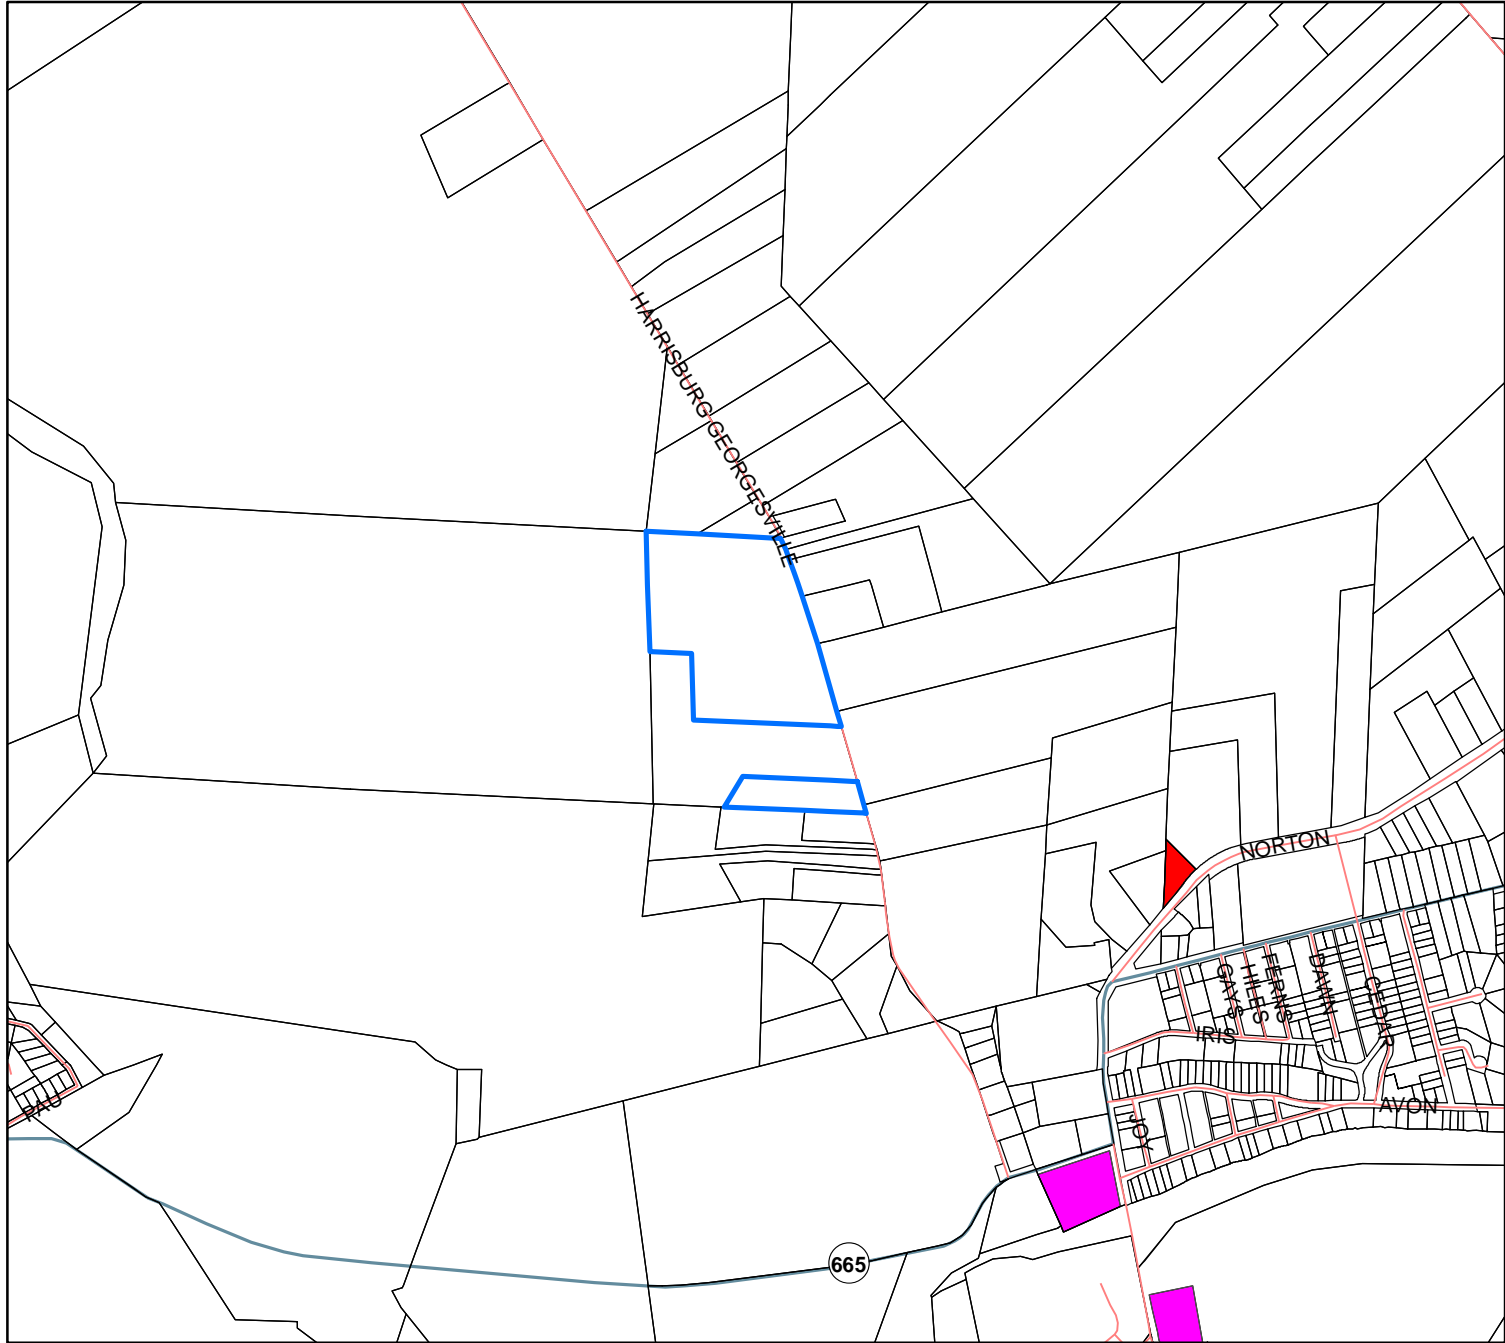 HARRISBURG GEORGESVILLE
NORTON
GAYS
HILES
FERNS
DAWN
CEDAR
IRIS
PAU
AVON
JOY
665